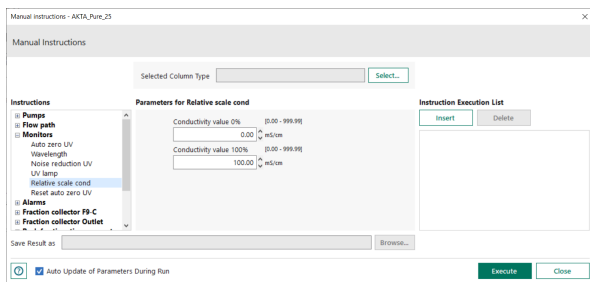 Manual instructions - AKTA_Pure_25
Manual Instructions
Selected Column Type
Select...
Instructions
Pumps
Flow path
Monitors
Auto zero UV
Wavelength
Noise reduction UV
UV lamp
Relative scale cond
Reset auto zero UV
Alarms
Fraction collector F9-C
Fraction collector Outlet
Parameters for Relative scale cond
Conductivity value 0% [0.00 - 999.99]
0.00 mS/cm
Conductivity value 100% [0.00 - 999.99]
100.00 mS/cm
Instruction Execution List
Insert Delete
Save Result as
Browse...
Auto Update of Parameters During Run
Execute Close